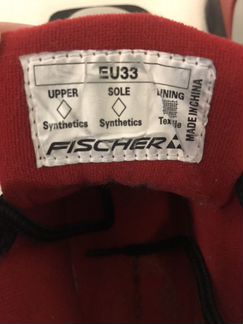 EU33
UPPER SOLE LINING
Synthetics Synthetics Textile
FISCHER
MADE IN CHINA